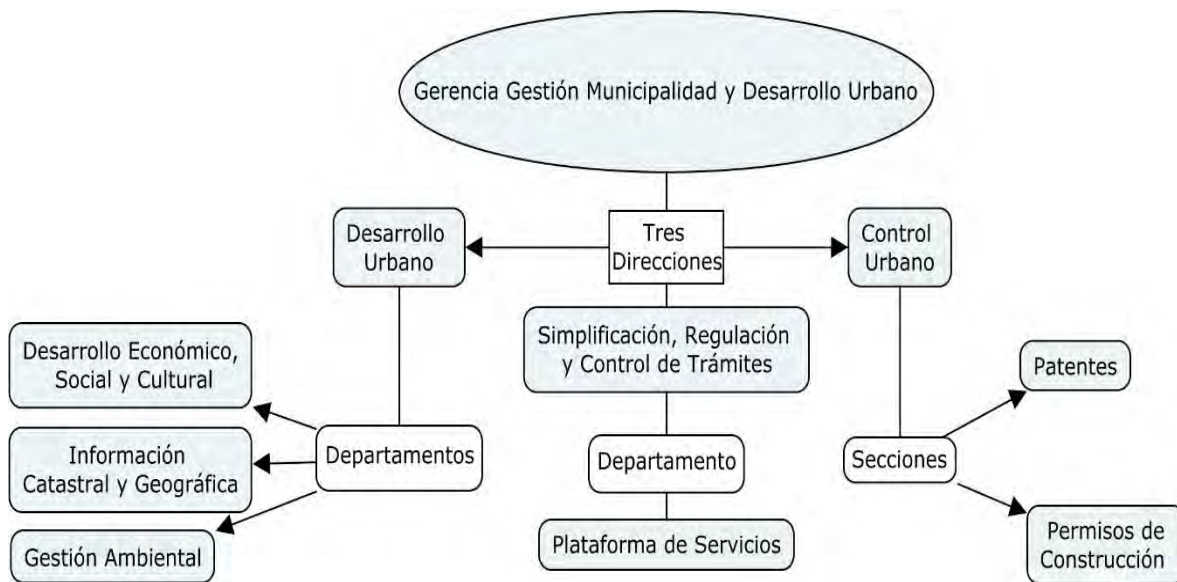 Gerencia Gestión Municipalidad y Desarrollo Urbano
Desarrollo
Urbano
Tres
Direcciones
Control
Urbano
Simplificación, Regulación
y Control de Trámites
Desarrollo Económico,
Social y Cultural
Patentes
Departamentos
Departamento
Secciones
Información
Catastral y Geográfica
Gestión Ambiental
Plataforma de Servicios
Permisos de
Construcción